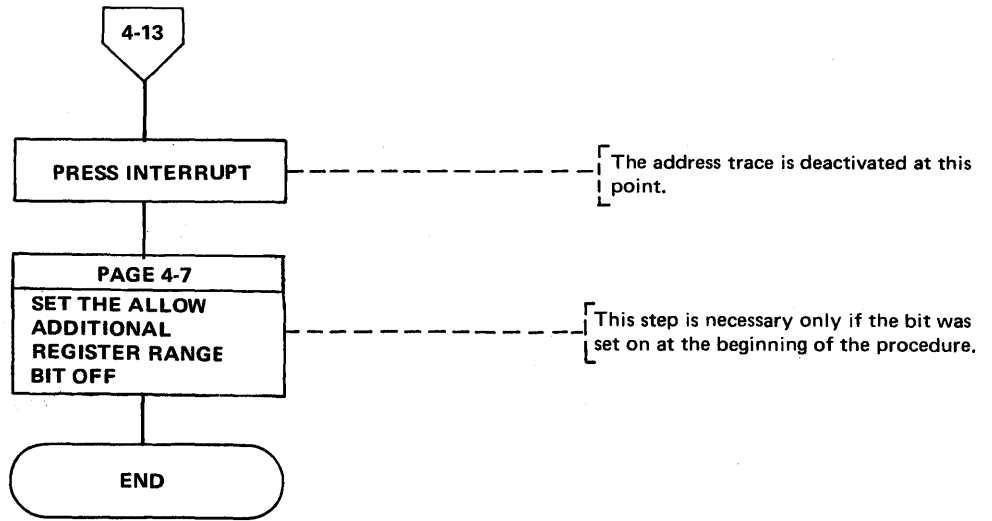 4-13
PRESS INTERRUPT
The address trace is deactivated at this
point.
PAGE 4-7
SET THE ALLOW
ADDITIONAL
REGISTER RANGE
BIT OFF
This step is necessary only if the bit was
set on at the beginning of the procedure.
END